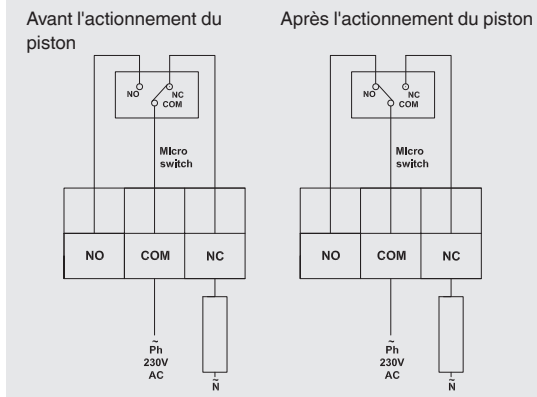 Avant l'actionnement du
piston
NO
NC
COM
MIcro
switch
NO COM NC
~
Ph
230V
AC
~
N
Après l'actionnement du piston
NO
NC
COM
MIcro
switch
NO COM NC
~
Ph
230V
AC
~
N